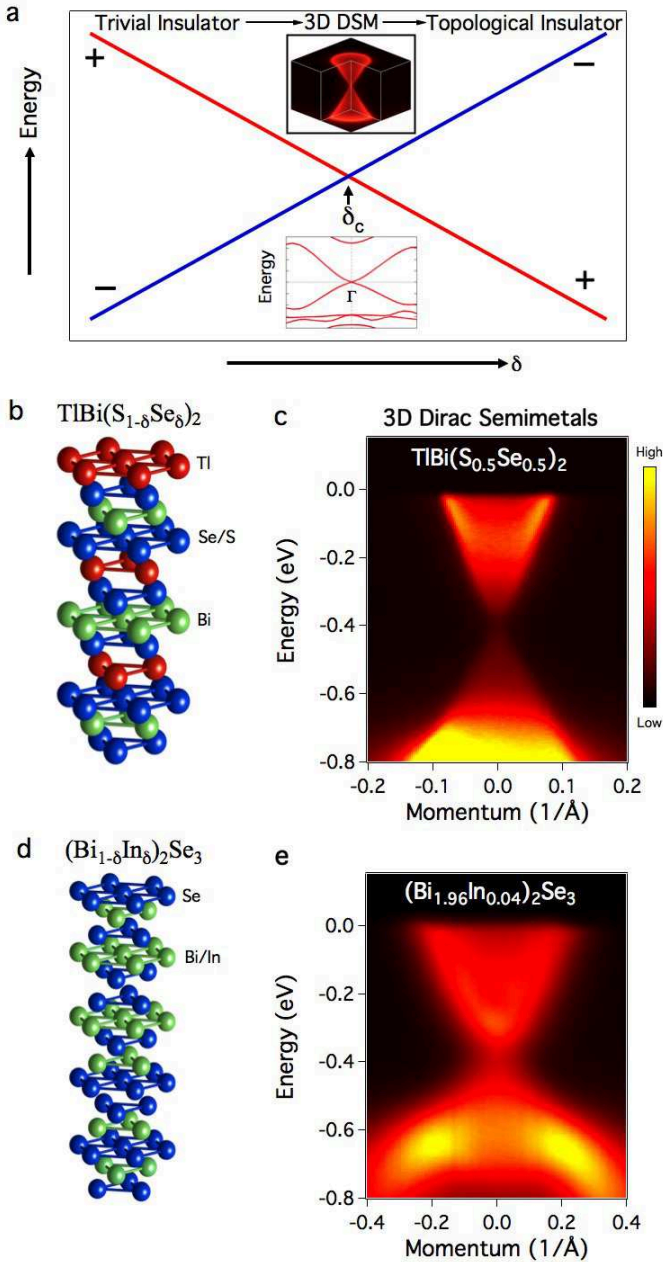 a
Trivial Insulator → 3D DSM → Topological Insulator
+
−
Energy
δc
Energy
Γ
−
+
δ
b
TlBi(S1-δSeδ)2
Tl
Se/S
Bi
c
3D Dirac Semimetals
TlBi(S0.5Se0.5)2
High
Low
Energy (eV)
0.0
-0.2
-0.4
-0.6
-0.8
-0.2 -0.1 0.0 0.1 0.2
Momentum (1/Å)
d
(Bi1-δInδ)2Se3
Se
Bi/In
e
(Bi1.96In0.04)2Se3
Energy (eV)
0.0
-0.2
-0.4
-0.6
-0.8
-0.4 -0.2 0.0 0.2 0.4
Momentum (1/Å)